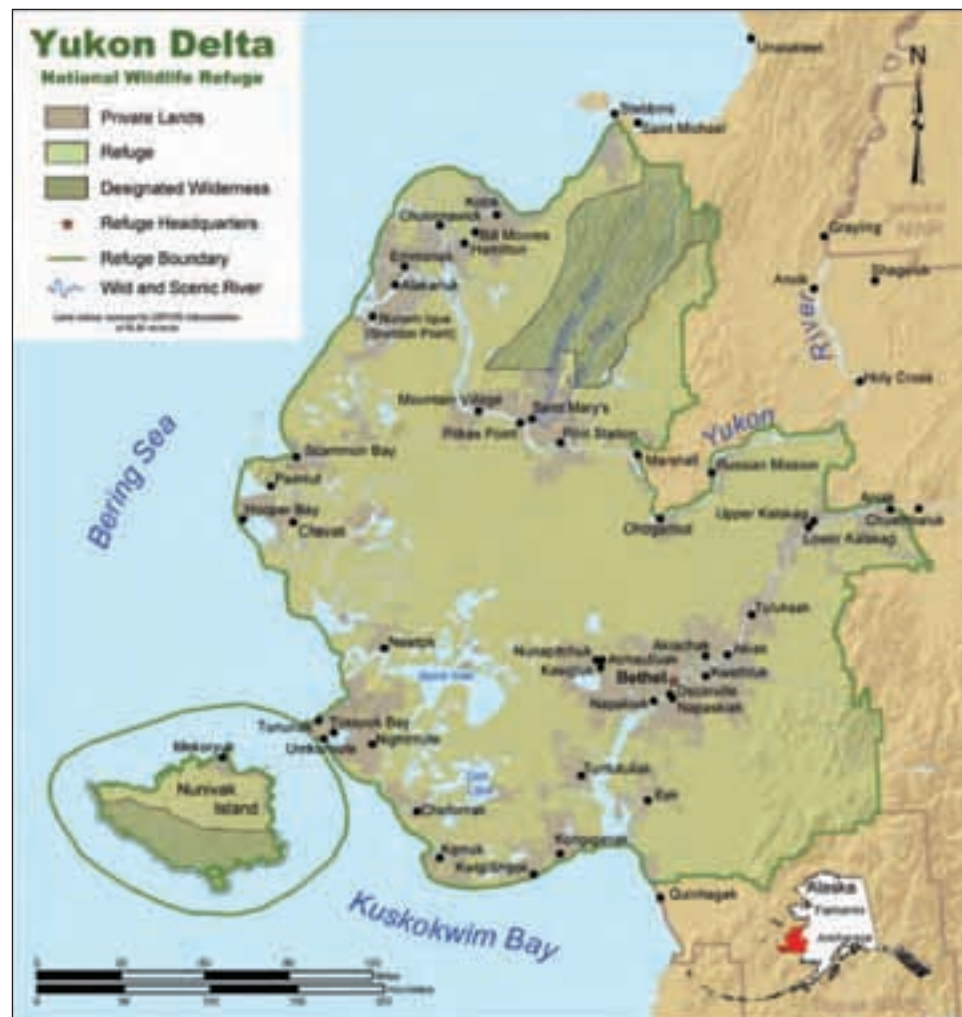 Yukon Delta
National Wildlife Refuge
Private Lands
Refuge
Designated Wilderness
Refuge Headquarters
Refuge Boundary
Wild and Scenic River
N
S
Unalakleet
Stebbins
Saint Michael
Kotlik
Bill Moores
Hamilton
Emmonak
Alakanuk
Nunam Iqua
(Sheldon Point)
Grayling
Anvik
Shageluk
River
Holy Cross
Mountain Village
Saint Mary's
Pitkas Point
Pilot Station
Yukon
Marshall
Russian Mission
Bering Sea
Scammon Bay
Paimiut
Hooper Bay
Chevak
Ohogamiut
Upper Kalskag
Lower Kalskag
Aniak
Chuathbaluk
Tuluksak
Newtok
Nunapitchuk
Kasigluk
Atmautluak
Akiachak
Akiak
Kwethluk
Bethel
Oscarville
Napakiak
Napaskiak
Tununak
Toksook Bay
Umkumiute
Nightmute
Mekoryuk
Nunivak
Island
Tuntutuliak
Eek
Chefornak
Kipnuk
Kwigillingok
Kongiganak
Quinhagak
Kuskokwim Bay
Alaska
Fairbanks
Anchorage